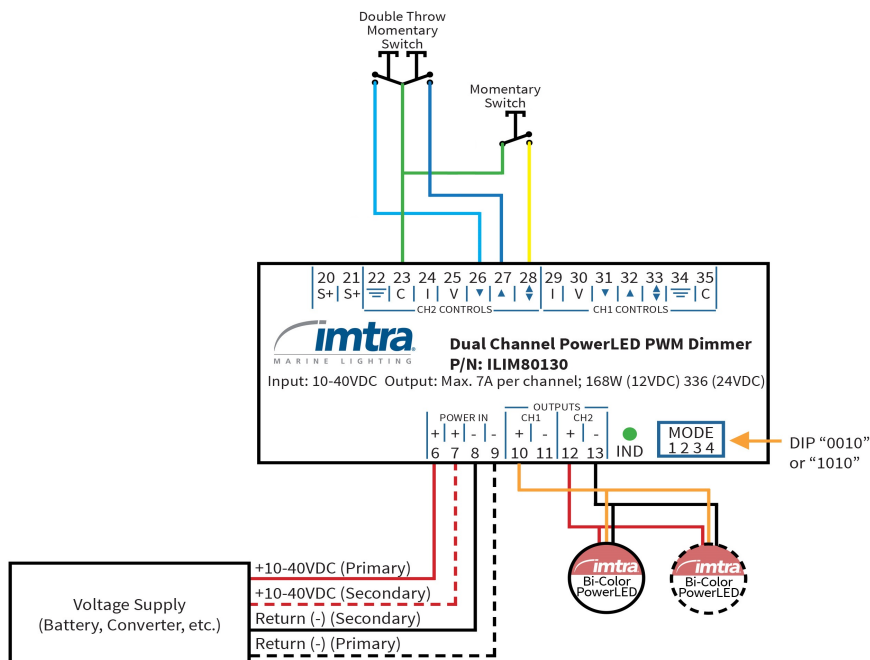 Double Throw
Momentary
Switch
Momentary
Switch
20 21 22 23 24 25 26 27 28 29 30 31 32 33 34 35
S+ S+ C I V ▼ ▲ ▲▼ I V ▼ ▲ ▲▼ C
CH2 CONTROLS CH1 CONTROLS
imtra
MARINE LIGHTING
Dual Channel PowerLED PWM Dimmer
P/N: ILIM80130
Input: 10-40VDC Output: Max. 7A per channel; 168W (12VDC) 336 (24VDC)
OUTPUTS
POWER IN CH1 CH2
+ + - - + - + -
6 7 8 9 10 11 12 13
IND
MODE
1 2 3 4
DIP “0010”
or “1010”
imtra
Bi-Color
PowerLED
imtra
Bi-Color
PowerLED
Voltage Supply
(Battery, Converter, etc.)
+10-40VDC (Primary)
+10-40VDC (Secondary)
Return (-) (Secondary)
Return (-) (Primary)